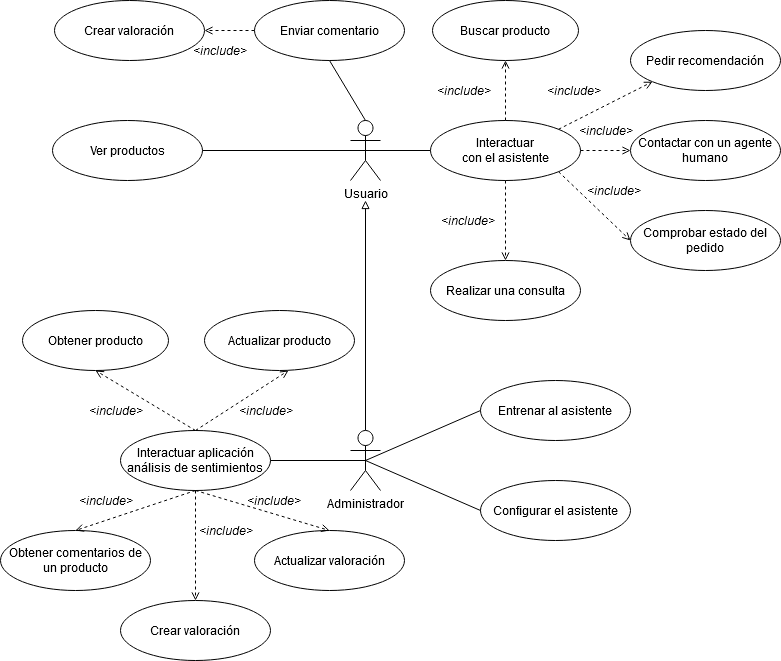 Crear valoración
Enviar comentario
Buscar producto
<include>
Pedir recomendación
<include>
<include>
Ver productos
Interactuar
con el asistente
<include>
Contactar con un agente
humano
Usuario
<include>
<include>
Comprobar estado del
pedido
Realizar una consulta
Obtener producto
Actualizar producto
<include>
<include>
Entrenar al asistente
Interactuar aplicación
análisis de sentimientos
Administrador
<include>
<include>
Configurar el asistente
<include>
Obtener comentarios de
un producto
Actualizar valoración
Crear valoración